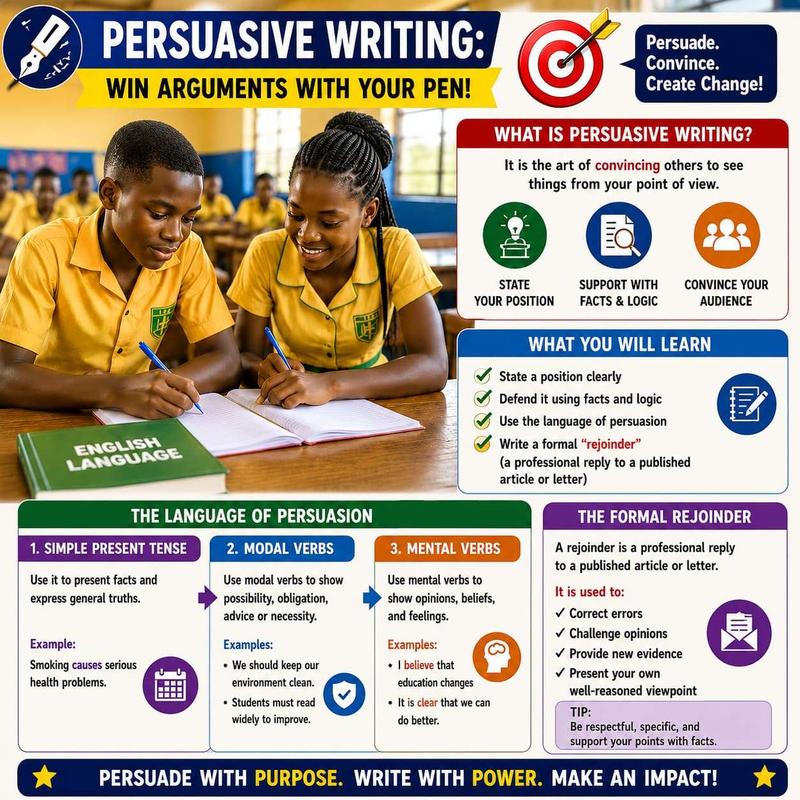 PERSUASIVE WRITING:
WIN ARGUMENTS WITH YOUR PEN!
Persuade.
Convince.
Create Change!
WHAT IS PERSUASIVE WRITING?
It is the art of convincing others to see
things from your point of view.
STATE
YOUR POSITION
SUPPORT WITH
FACTS & LOGIC
CONVINCE YOUR
AUDIENCE
WHAT YOU WILL LEARN
State a position clearly
Defend it using facts and logic
Use the language of persuasion
Write a formal “rejoinder”
(a professional reply to a published
article or letter)
ENGLISH
LANGUAGE
THE LANGUAGE OF PERSUASION
1. SIMPLE PRESENT TENSE
Use it to present facts and
express general truths.
Example:
Smoking causes serious
health problems.
2. MODAL VERBS
Use modal verbs to show
possibility, obligation,
advice or necessity.
Examples:
• We should keep our
environment clean.
• Students must read
widely to improve.
3. MENTAL VERBS
Use mental verbs to
show opinions, beliefs,
and feelings.
Examples:
• I believe that
education changes
• It is clear that we can
do better.
THE FORMAL REJOINDER
A rejoinder is a professional reply
to a published article or letter.
It is used to:
✓ Correct errors
✓ Challenge opinions
✓ Provide new evidence
✓ Present your own
well-reasoned viewpoint
TIP:
Be respectful, specific, and
support your points with facts.
PERSUADE WITH PURPOSE. WRITE WITH POWER. MAKE AN IMPACT!